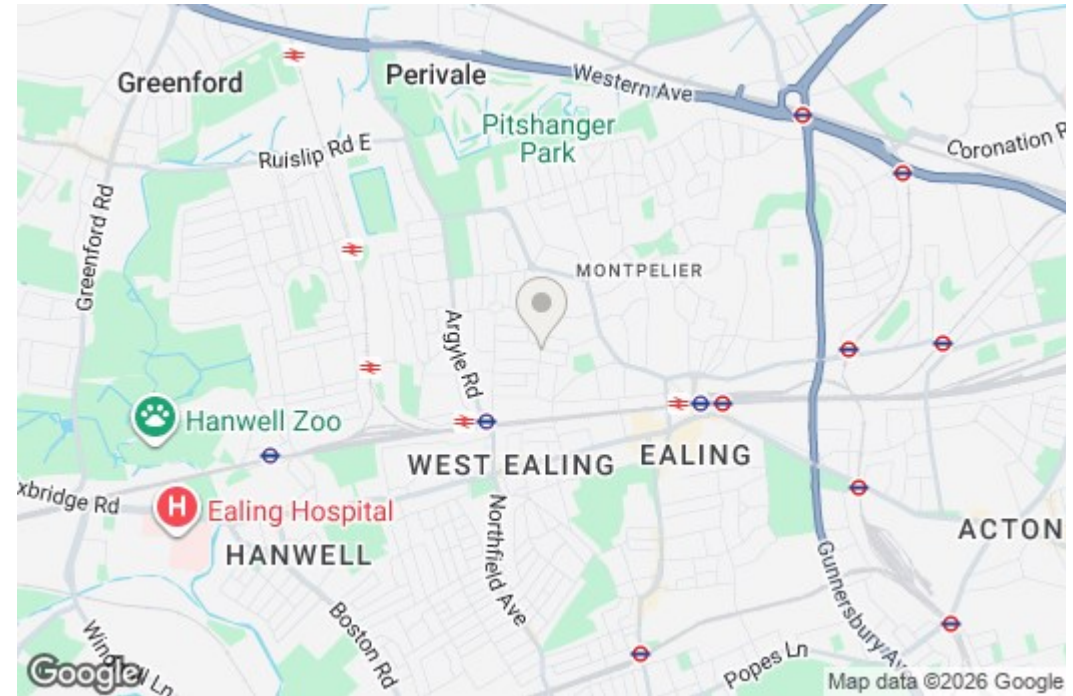 Greenford
Perivale
Western Ave
Pitshanger
Park
Coronation R
Ruislip Rd E
Greenford Rd
MONTPELIER
Argyle Rd
Hanwell Zoo
WEST EALING
EALING
xbridge Rd
H
Ealing Hospital
HANWELL
Northfield Ave
ACTON
Gunnersbury Av
Boston Rd
Popes Ln
Google
Map data ©2026 Google